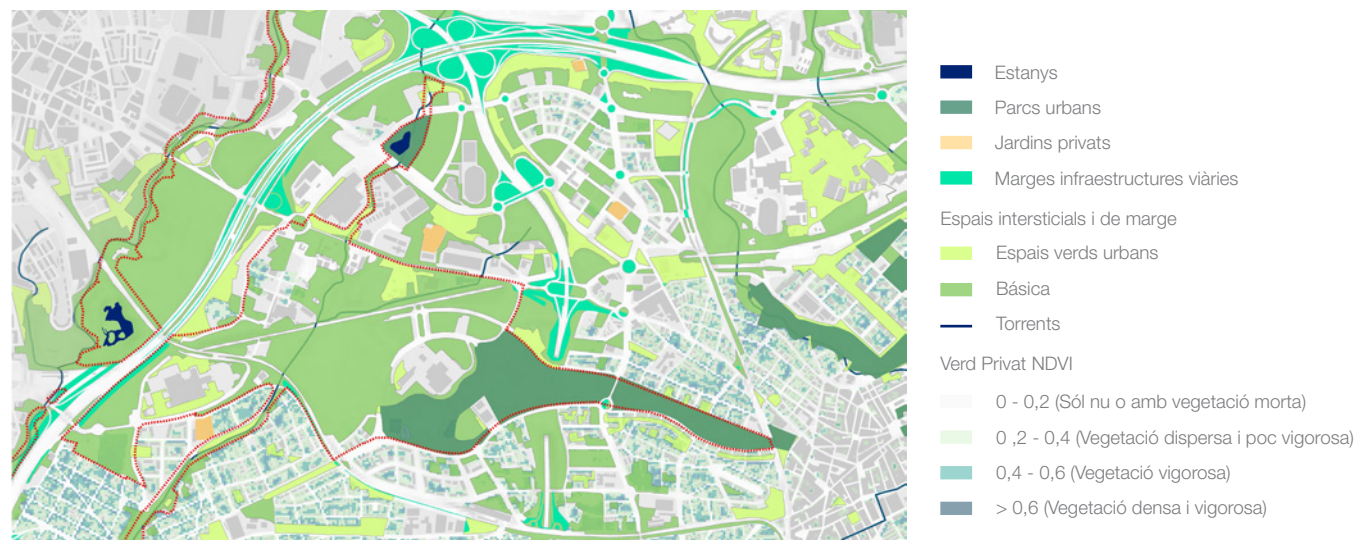 Estanys
Parcs urbans
Jardins privats
Marges infraestructures viàries
Espais intersticials i de marge
Espais verds urbans
Básica
Torrents
Verd Privat NDVI
0 - 0,2 (Sól nu o amb vegetació morta)
0 ,2 - 0,4 (Vegetació dispersa i poc vigorosa)
0,4 - 0,6 (Vegetació vigorosa)
> 0,6 (Vegetació densa i vigorosa)